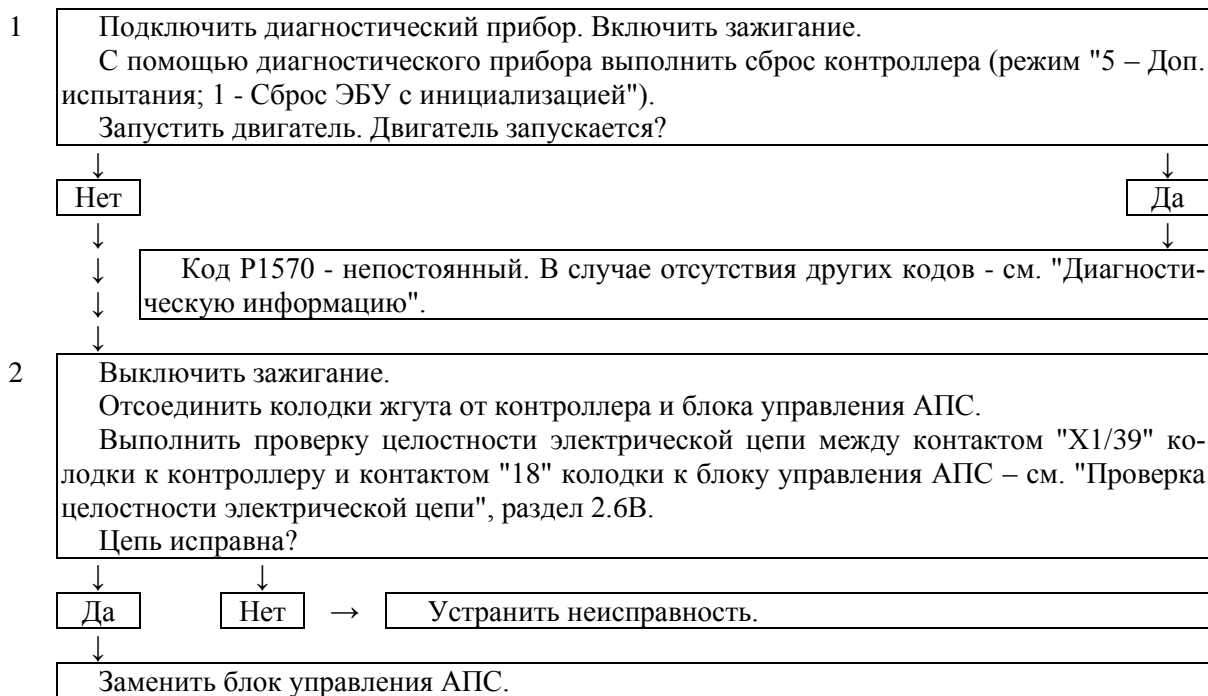 1 Подключить диагностический прибор. Включить зажигание.
С помощью диагностического прибора выполнить сброс контроллера (режим "5 – Доп.
испытания; 1 - Сброс ЭБУ с инициализацией").
Запустить двигатель. Двигатель запускается?
↓ ↓
Нет Да
↓ ↓
↓ Код Р1570 - непостоянный. В случае отсутствия других кодов - см. "Диагности-
↓ ческую информацию".
↓
2 Выключить зажигание.
Отсоединить колодки жгута от контроллера и блока управления АПС.
Выполнить проверку целостности электрической цепи между контактом "Х1/39" ко-
лодки к контроллеру и контактом "18" колодки к блоку управления АПС – см. "Проверка
целостности электрической цепи", раздел 2.6В.
Цепь исправна?
↓ ↓
Да Нет → Устранить неисправность.
↓
Заменить блок управления АПС.